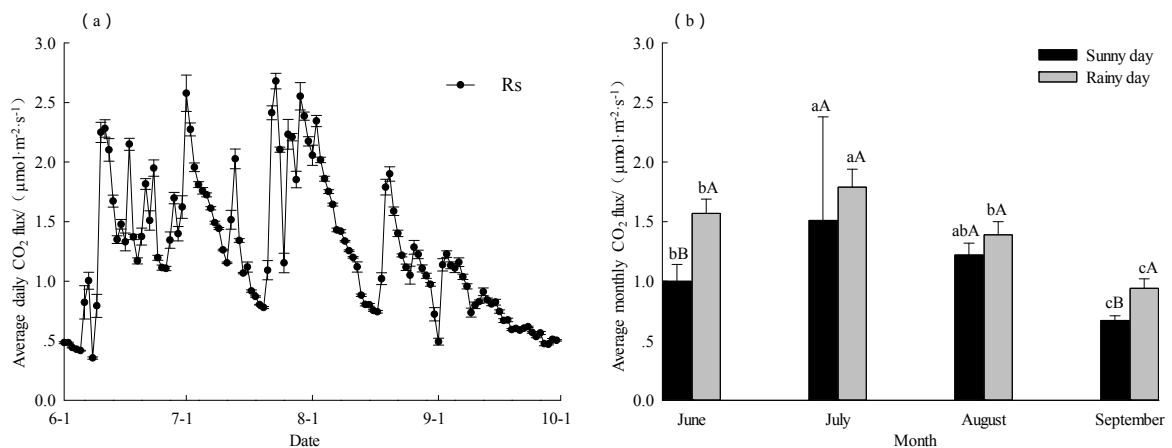 ( a )
Average daily CO₂ flux/（ μmol·m⁻²·s⁻¹）
3.0
2.5
2.0
1.5
1.0
.5
0.0
Rs
6-1 7-1 8-1 9-1 10-1
Date
( b )
Average monthly CO₂ flux/（ μmol·m⁻²·s⁻¹）
3.0
2.5
2.0
1.5
1.0
.5
0.0
Sunny day
Rainy day
bB bA aA aA abA bA cB cA
June July August September
Month